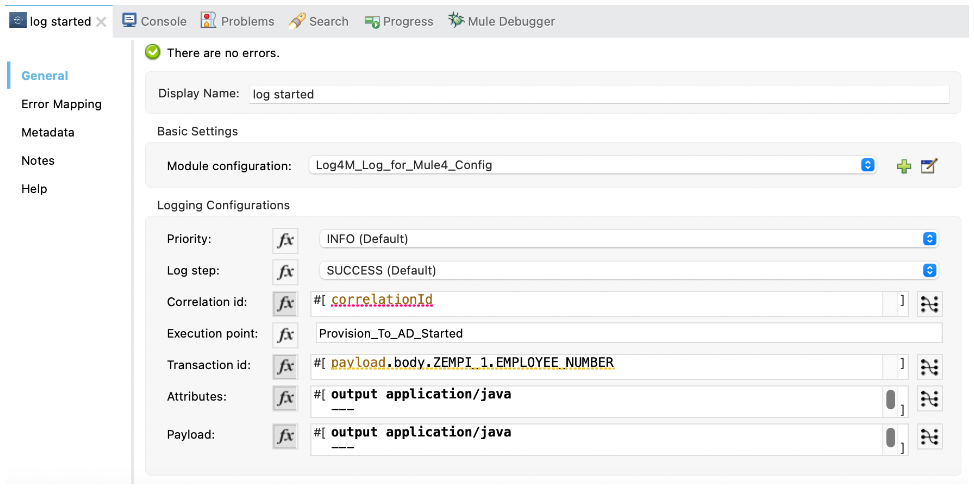 log started
Console
Problems
Search
Progress
Mule Debugger
There are no errors.
General
Error Mapping
Metadata
Notes
Help
Display Name: log started
Basic Settings
Module configuration: Log4M_Log_for_Mule4_Config
Logging Configurations
Priority: fx INFO (Default)
Log step: fx SUCCESS (Default)
Correlation id: fx #[ correlationId ]
Execution point: fx Provision_To_AD_Started
Transaction id: fx #[ payload.body.ZEMPI_1.EMPLOYEE_NUMBER ]
Attributes: fx #[ output application/java
--- ]
Payload: fx #[ output application/java
--- ]